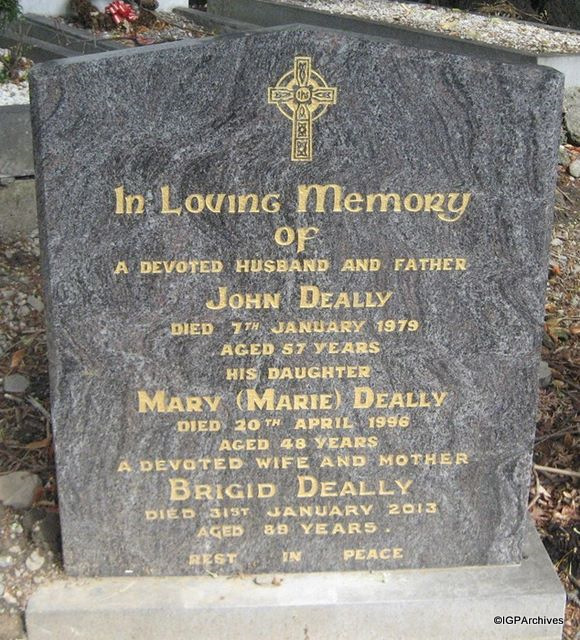 IHS
In Loving Memory
of
A DEVOTED HUSBAND AND FATHER
John Deally
DIED 7TH JANUARY 1979
AGED 57 YEARS
HIS DAUGHTER
Mary (Marie) Deally
DIED 20TH APRIL 1996
AGED 48 YEARS
A DEVOTED WIFE AND MOTHER
Brigid Deally
DIED 31ST JANUARY 2013
AGED 89 YEARS.
REST IN PEACE
©IGPArchives